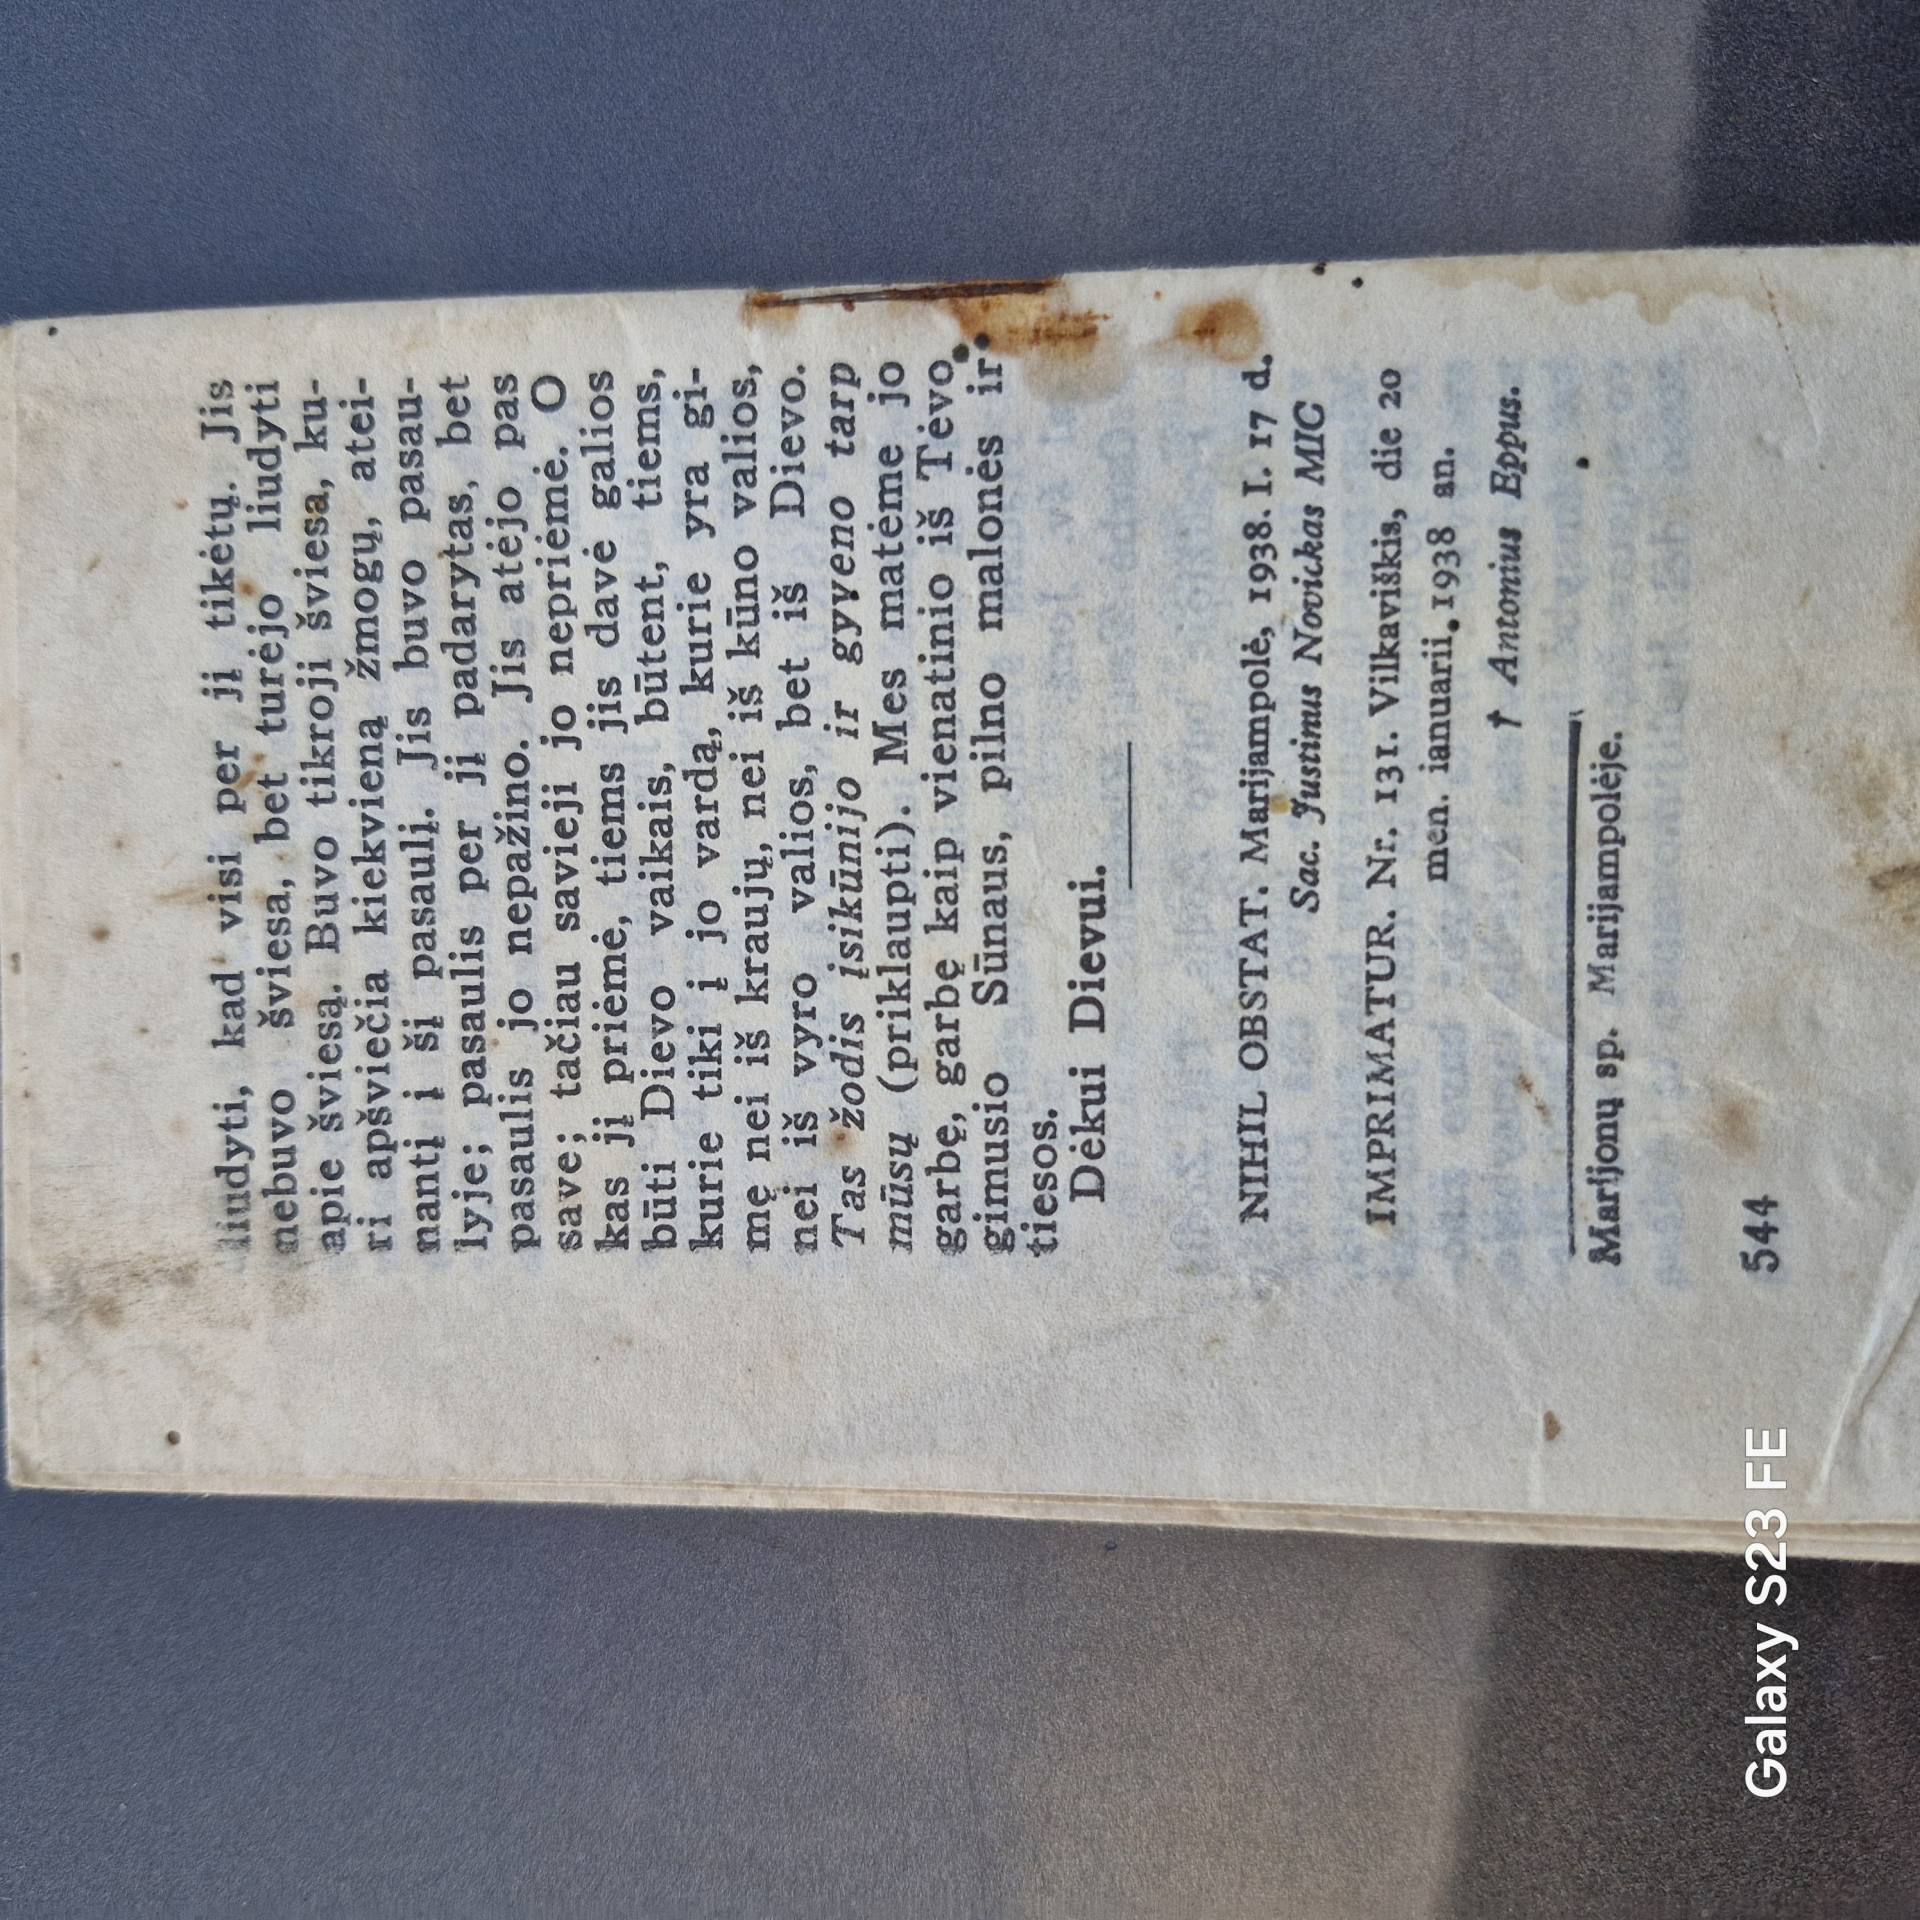 liudyti, kad visi per jį tikėtų. Jis
nebuvo šviesa, bet turėjo liudyti
apie šviesą. Buvo tikroji šviesa, ku-
ri apšviečia kiekvieną žmogų, atei-
nantį į šį pasaulį. Jis buvo pasau-
lyje; pasaulis per jį padarytas, bet
pasaulis jo nepažino. Jis atėjo pas
save; tačiau savieji jo nepriėmė. O
kas jį priėmė, tiems jis davė galios
būti Dievo vaikais, būtent, tiems,
kurie tiki į jo vardą, kurie yra gi-
mę nei iš kraujų, nei iš kūno valios,
nei iš vyro valios, bet iš Dievo.
Tas žodis įsikūnijo ir gyveno tarp
mūsų (priklaupti). Mes matėme jo
garbę, garbę kaip vienatinio iš Tėvo
gimusio Sūnaus, pilno malonės ir
tiesos.
Dėkui Dievui.
NIHIL OBSTAT. Marijampolė, 1938. I. 17 d.
Sac. Justinus Novickas MIC
IMPRIMATUR. Nr. 131. Vilkaviškis, die 20
men. ianuarii, 1938 an.
† Antonius Eppus.
Marijonų sp. Marijampolėje.
544
Galaxy S23 FE